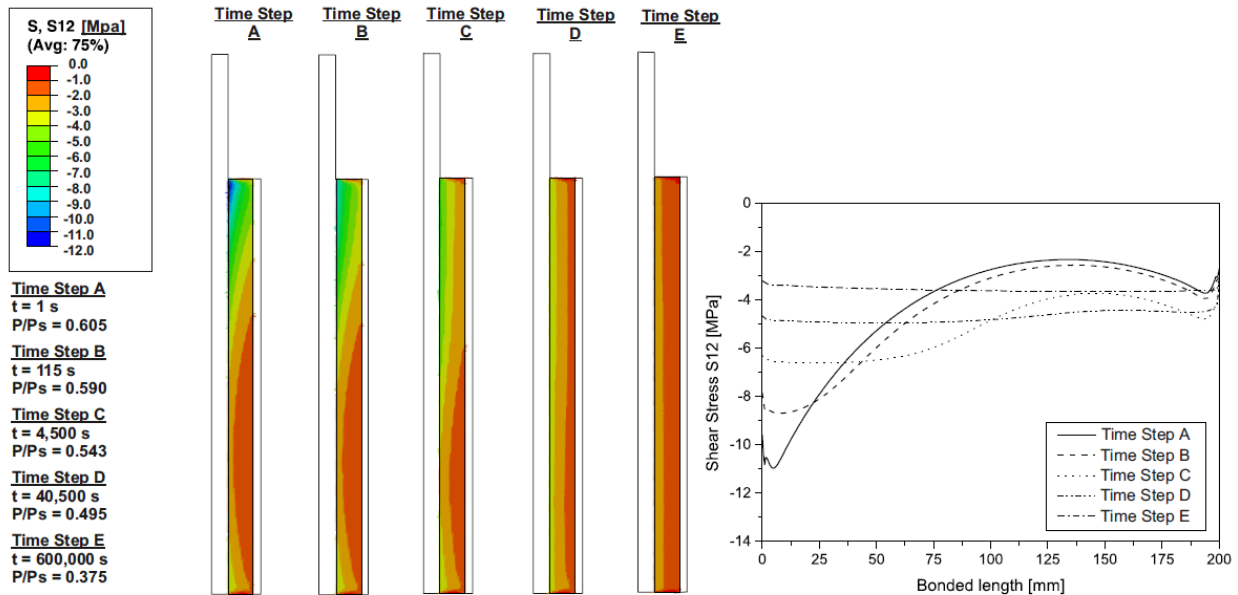 S, S12 [Mpa]
(Avg: 75%)
0.0
-1.0
-2.0
-3.0
-4.0
-5.0
-6.0
-7.0
-8.0
-9.0
-10.0
-11.0
-12.0
Time Step A
t = 1 s
P/Ps = 0.605
Time Step B
t = 115 s
P/Ps = 0.590
Time Step C
t = 4,500 s
P/Ps = 0.543
Time Step D
t = 40,500 s
P/Ps = 0.495
Time Step E
t = 600,000 s
P/Ps = 0.375
Time Step
A
Time Step
B
Time Step
C
Time Step
D
Time Step
E
Shear Stress S12 [MPa]
0
-2
-4
-6
-8
-10
-12
-14
Time Step A
Time Step B
Time Step C
Time Step D
Time Step E
0 25 50 75 100 125 150 175 200
Bonded length [mm]